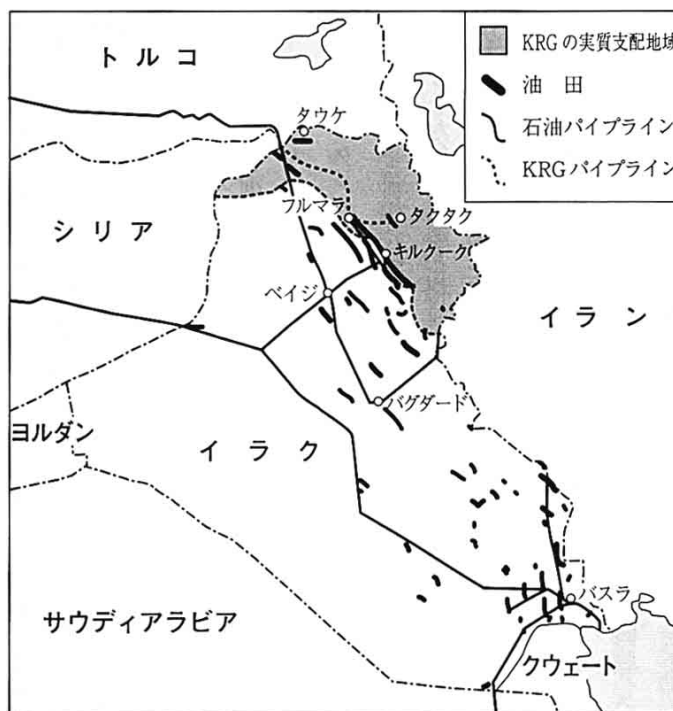 トルコ
KRGの実質支配地域
油田
石油パイプライン
KRGパイプライン
タウケ
フルマラ
タクタク
キルクーク
シリア
ベイジ
イラン
バグダード
ヨルダン
イラク
バスラ
サウディアラビア
クウェート